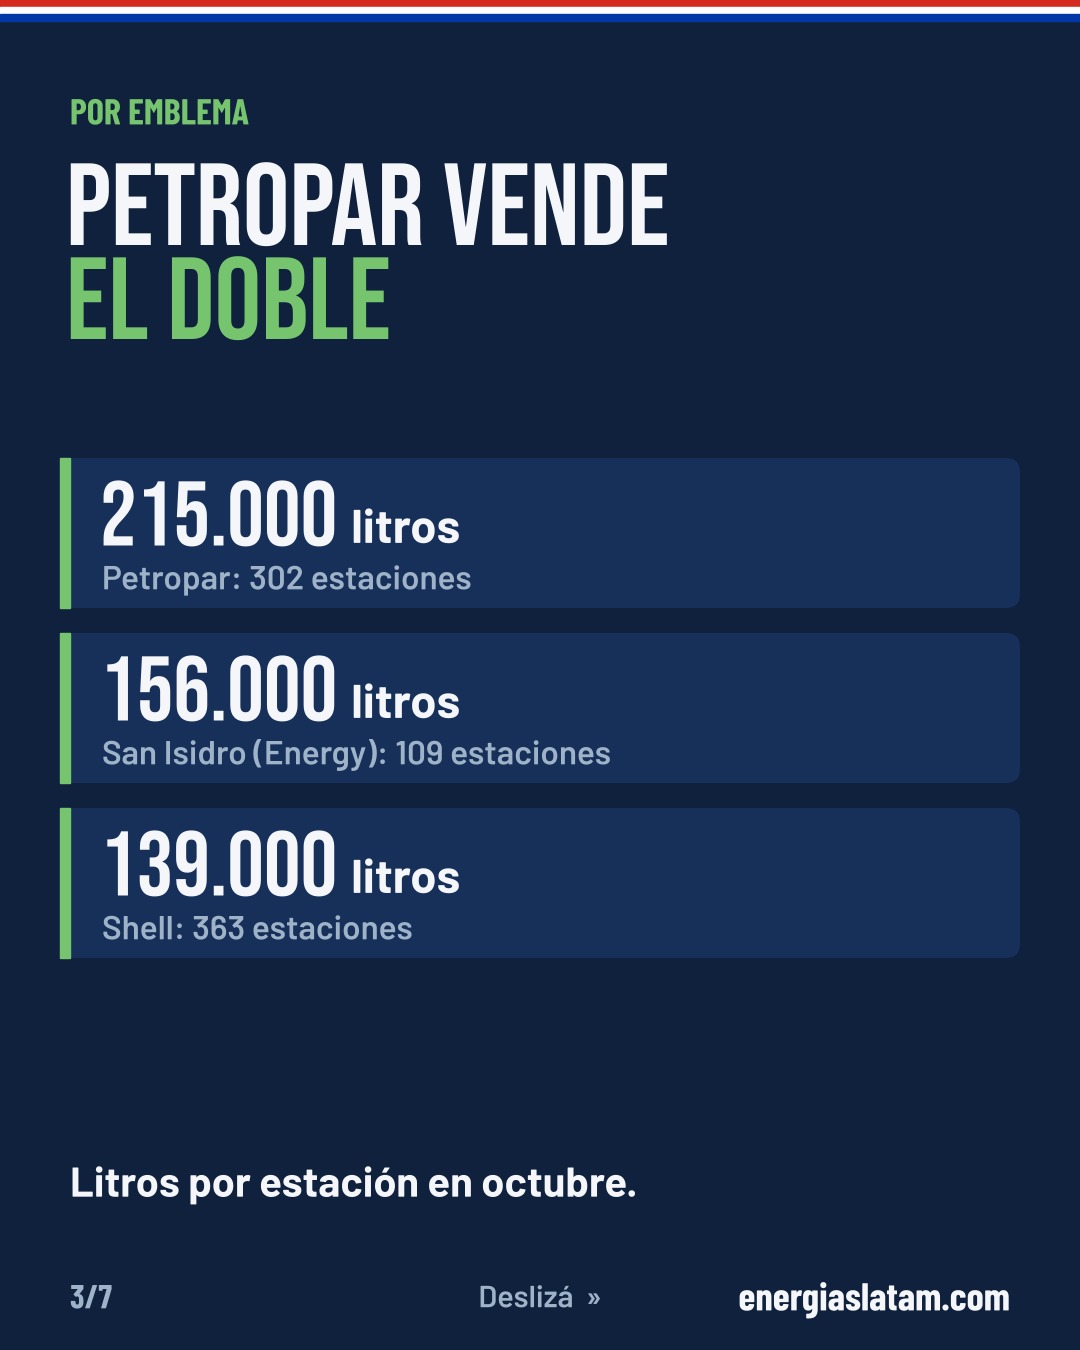 POR EMBLEMA
PETROPAR VENDE
EL DOBLE
215.000 litros
Petropar: 302 estaciones
156.000 litros
San Isidro (Energy): 109 estaciones
139.000 litros
Shell: 363 estaciones
Litros por estación en octubre.
3/7 Deslizá » energiaslatam.com